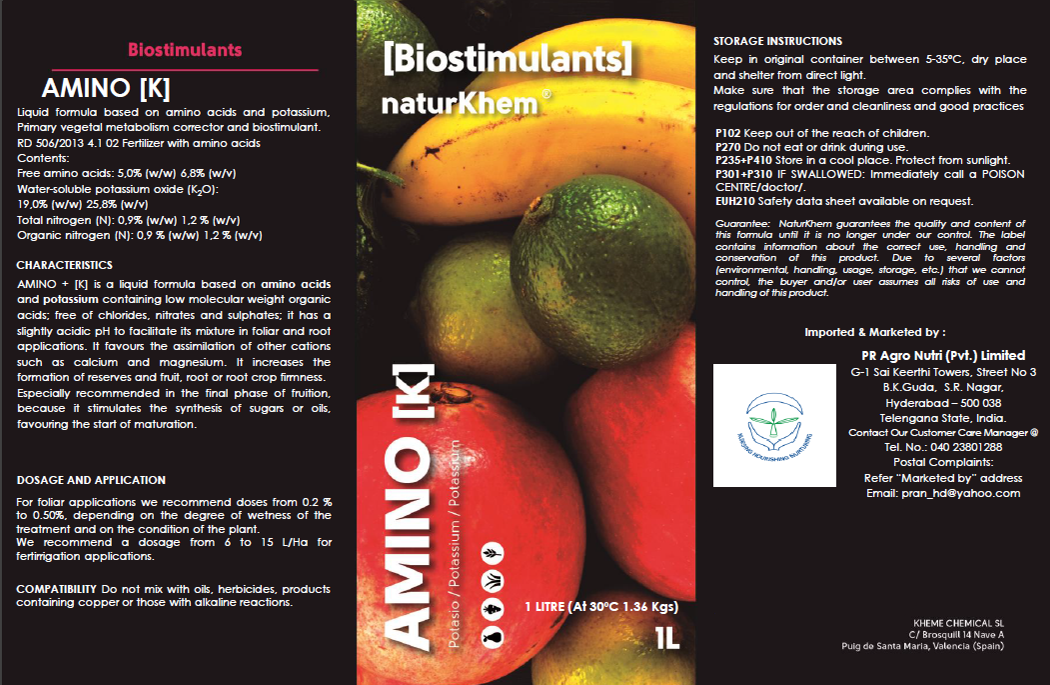 Biostimulants
AMINO [K]
Liquid formula based on amino acids and potassium,
Primary vegetal metabolism corrector and biostimulant.
RD 506/2013 4.1 02 Fertilizer with amino acids
Contents:
Free amino acids: 5,0% (w/w) 6,8% (w/v)
Water-soluble potassium oxide (K₂O):
19,0% (w/w) 25,8% (w/v)
Total nitrogen (N): 0,9% (w/w) 1,2 % (w/v)
Organic nitrogen (N): 0,9 % (w/w) 1,2 % (w/v)
CHARACTERISTICS
AMINO + [K] is a liquid formula based on amino acids
and potassium containing low molecular weight organic
acids; free of chlorides, nitrates and sulphates; it has a
slightly acidic pH to facilitate its mixture in foliar and root
applications. It favours the assimilation of other cations
such as calcium and magnesium. It increases the
formation of reserves and fruit, root or root crop firmness.
Especially recommended in the final phase of fruition,
because it stimulates the synthesis of sugars or oils,
favouring the start of maturation.
DOSAGE AND APPLICATION
For foliar applications we recommend doses from 0.2 %
to 0.50%, depending on the degree of wetness of the
treatment and on the condition of the plant.
We recommend a dosage from 6 to 15 L/Ha for
fertirrigation applications.
COMPATIBILITY Do not mix with oils, herbicides, products
containing copper or those with alkaline reactions.
[Biostimulants]
naturKhem®
AMINO [K]
Potasio / Potassium / Potassium
1 LITRE (At 30ºC 1.36 Kgs)
1L
STORAGE INSTRUCTIONS
Keep in original container between 5-35ºC, dry place
and shelter from direct light.
Make sure that the storage area complies with the
regulations for order and cleanliness and good practices
P102 Keep out of the reach of children.
P270 Do not eat or drink during use.
P235+P410 Store in a cool place. Protect from sunlight.
P301+P310 IF SWALLOWED: Immediately call a POISON
CENTRE/doctor/.
EUH210 Safety data sheet available on request.
Guarantee: NaturKhem guarantees the quality and content of
this formula until it is no longer under our control. The label
contains information about the correct use, handling and
conservation of this product. Due to several factors
(environmental, handling, usage, storage, etc.) that we cannot
control, the buyer and/or user assumes all risks of use and
handling of this product.
Imported & Marketed by :
PR Agro Nutri (Pvt.) Limited
G-1 Sai Keerthi Towers, Street No 3
B.K.Guda, S.R. Nagar,
Hyderabad – 500 038
Telengana State, India.
Contact Our Customer Care Manager @
Tel. No.: 040 23801288
Postal Complaints:
Refer “Marketed by” address
Email: pran_hd@yahoo.com
NURSING NOURISHING NURTURING
KHEME CHEMICAL SL
C/ Brosquill 14 Nave A
Puig de Santa Maria, Valencia (Spain)